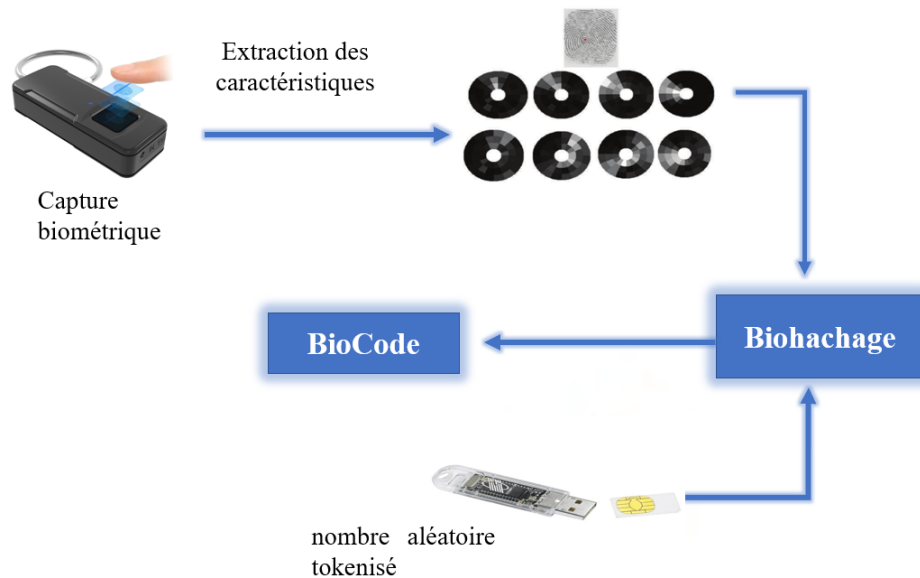 Extraction des
caractéristiques
Capture
biométrique
Biohachage
BioCode
nombre aléatoire
tokenisé